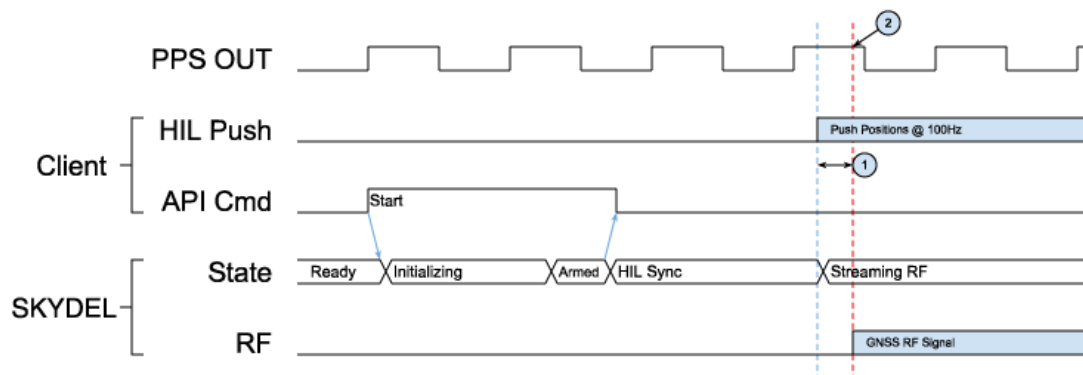 PPS OUT
2
HIL Push
Push Positions @ 100Hz
Client
1
API Cmd
Start
State
Ready
Initializing
Armed
HIL Sync
Streaming RF
SKYDEL
RF
GNSS RF Signal